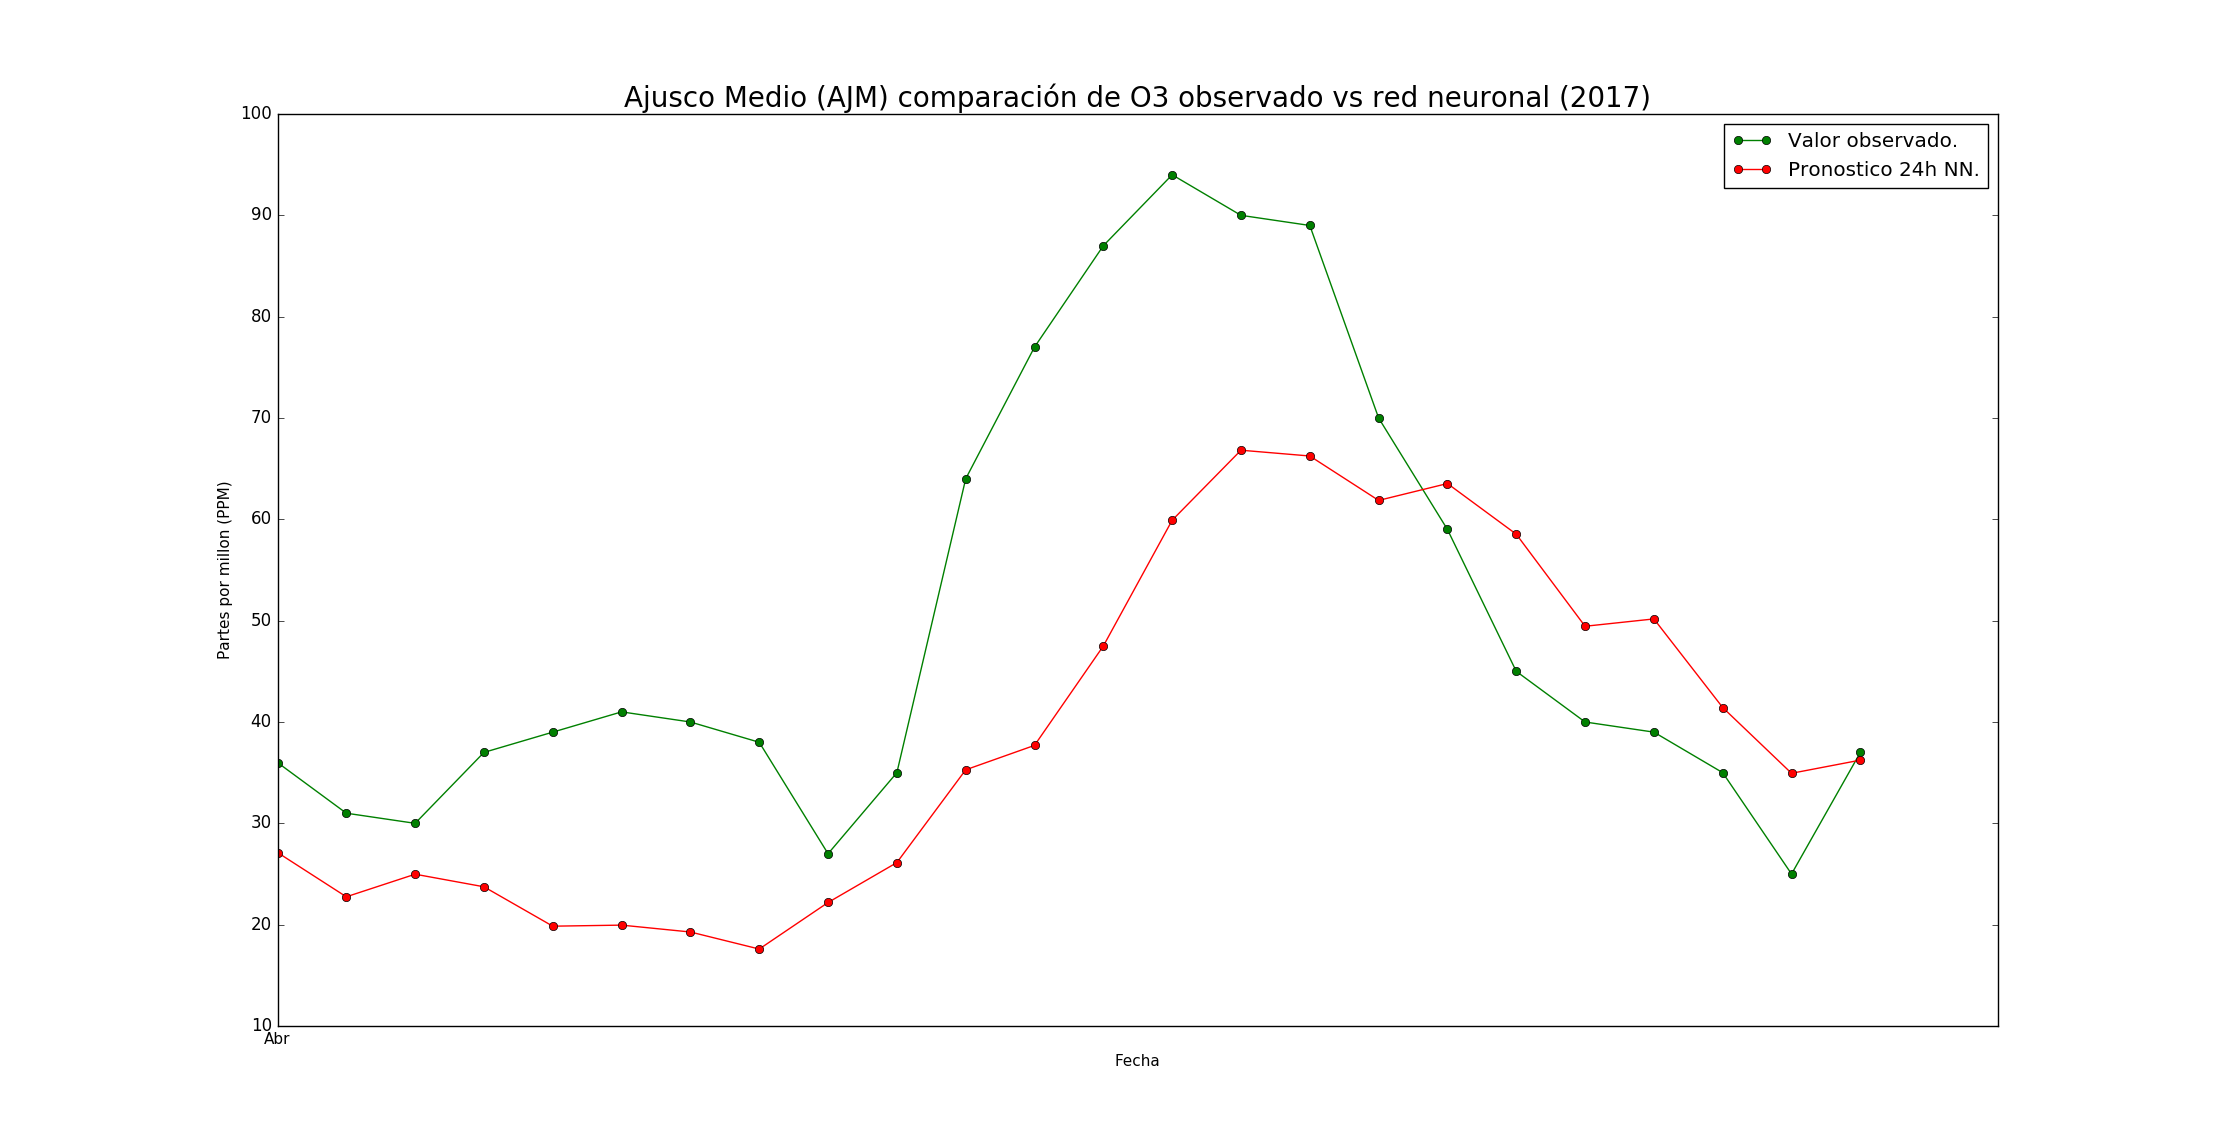 Ajusco Medio (AJM) comparación de O3 observado vs red neuronal (2017)
Valor observado.
Pronostico 24h NN.
100
90
80
70
60
50
40
30
20
10
Partes por millon (PPM)
Abr
Fecha